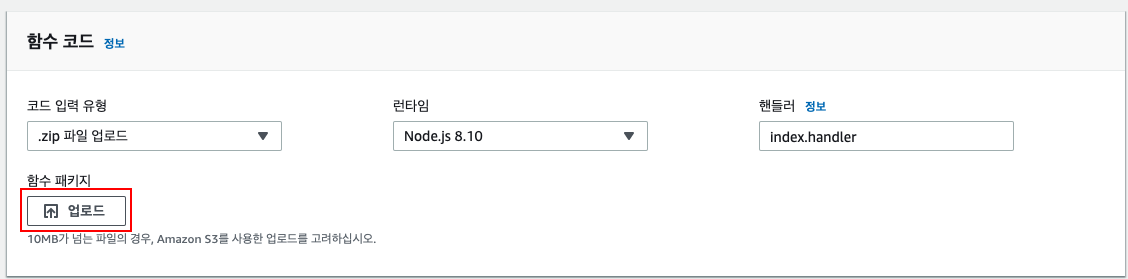 함수 코드 정보
코드 입력 유형 런타임 핸들러 정보
.zip 파일 업로드 Node.js 8.10 index.handler
함수 패키지
업로드
10MB가 넘는 파일의 경우, Amazon S3를 사용한 업로드를 고려하십시오.